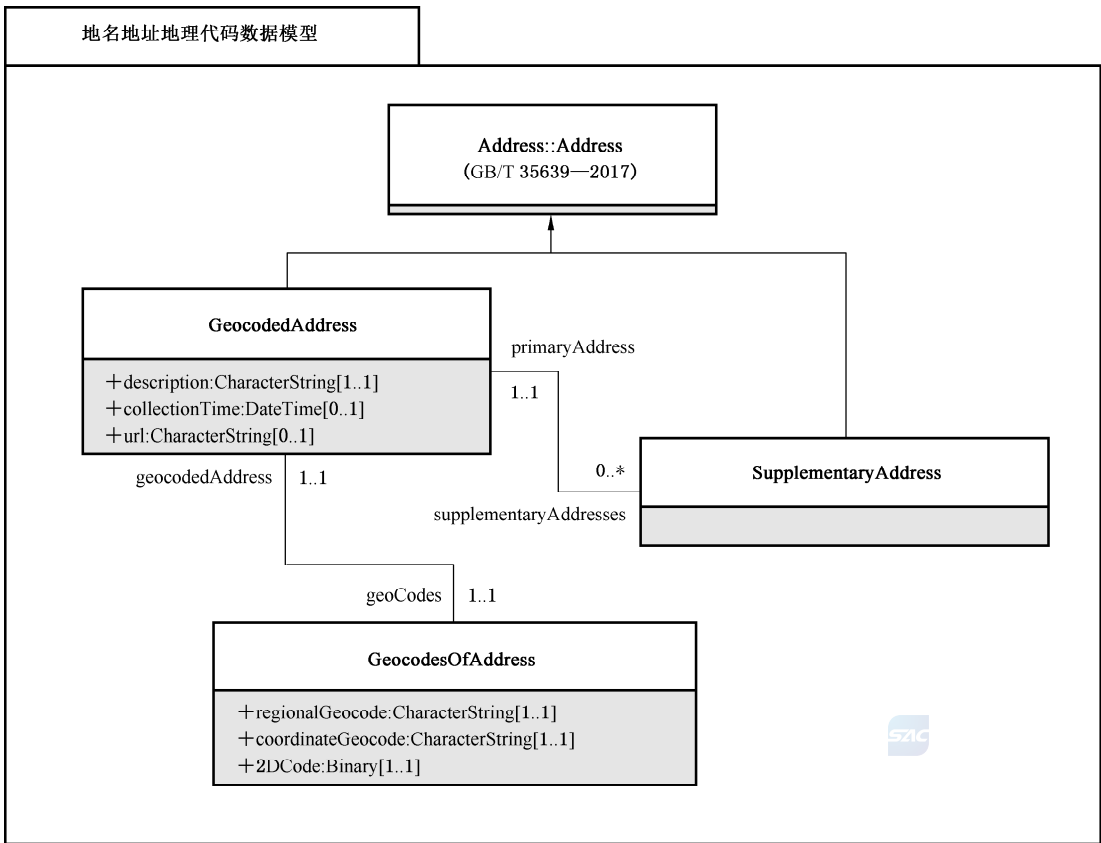 地名地址地理代码数据模型
Address::Address
(GB/T 35639—2017)
GeocodedAddress
+description:CharacterString[1..1]
+collectionTime:DateTime[0..1]
+url:CharacterString[0..1]
primaryAddress
1..1
0..*
supplementaryAddresses
SupplementaryAddress
geocodedAddress
1..1
geoCodes
1..1
GeocodesOfAddress
+regionalGeocode:CharacterString[1..1]
+coordinateGeocode:CharacterString[1..1]
+2DCode:Binary[1..1]
SAC